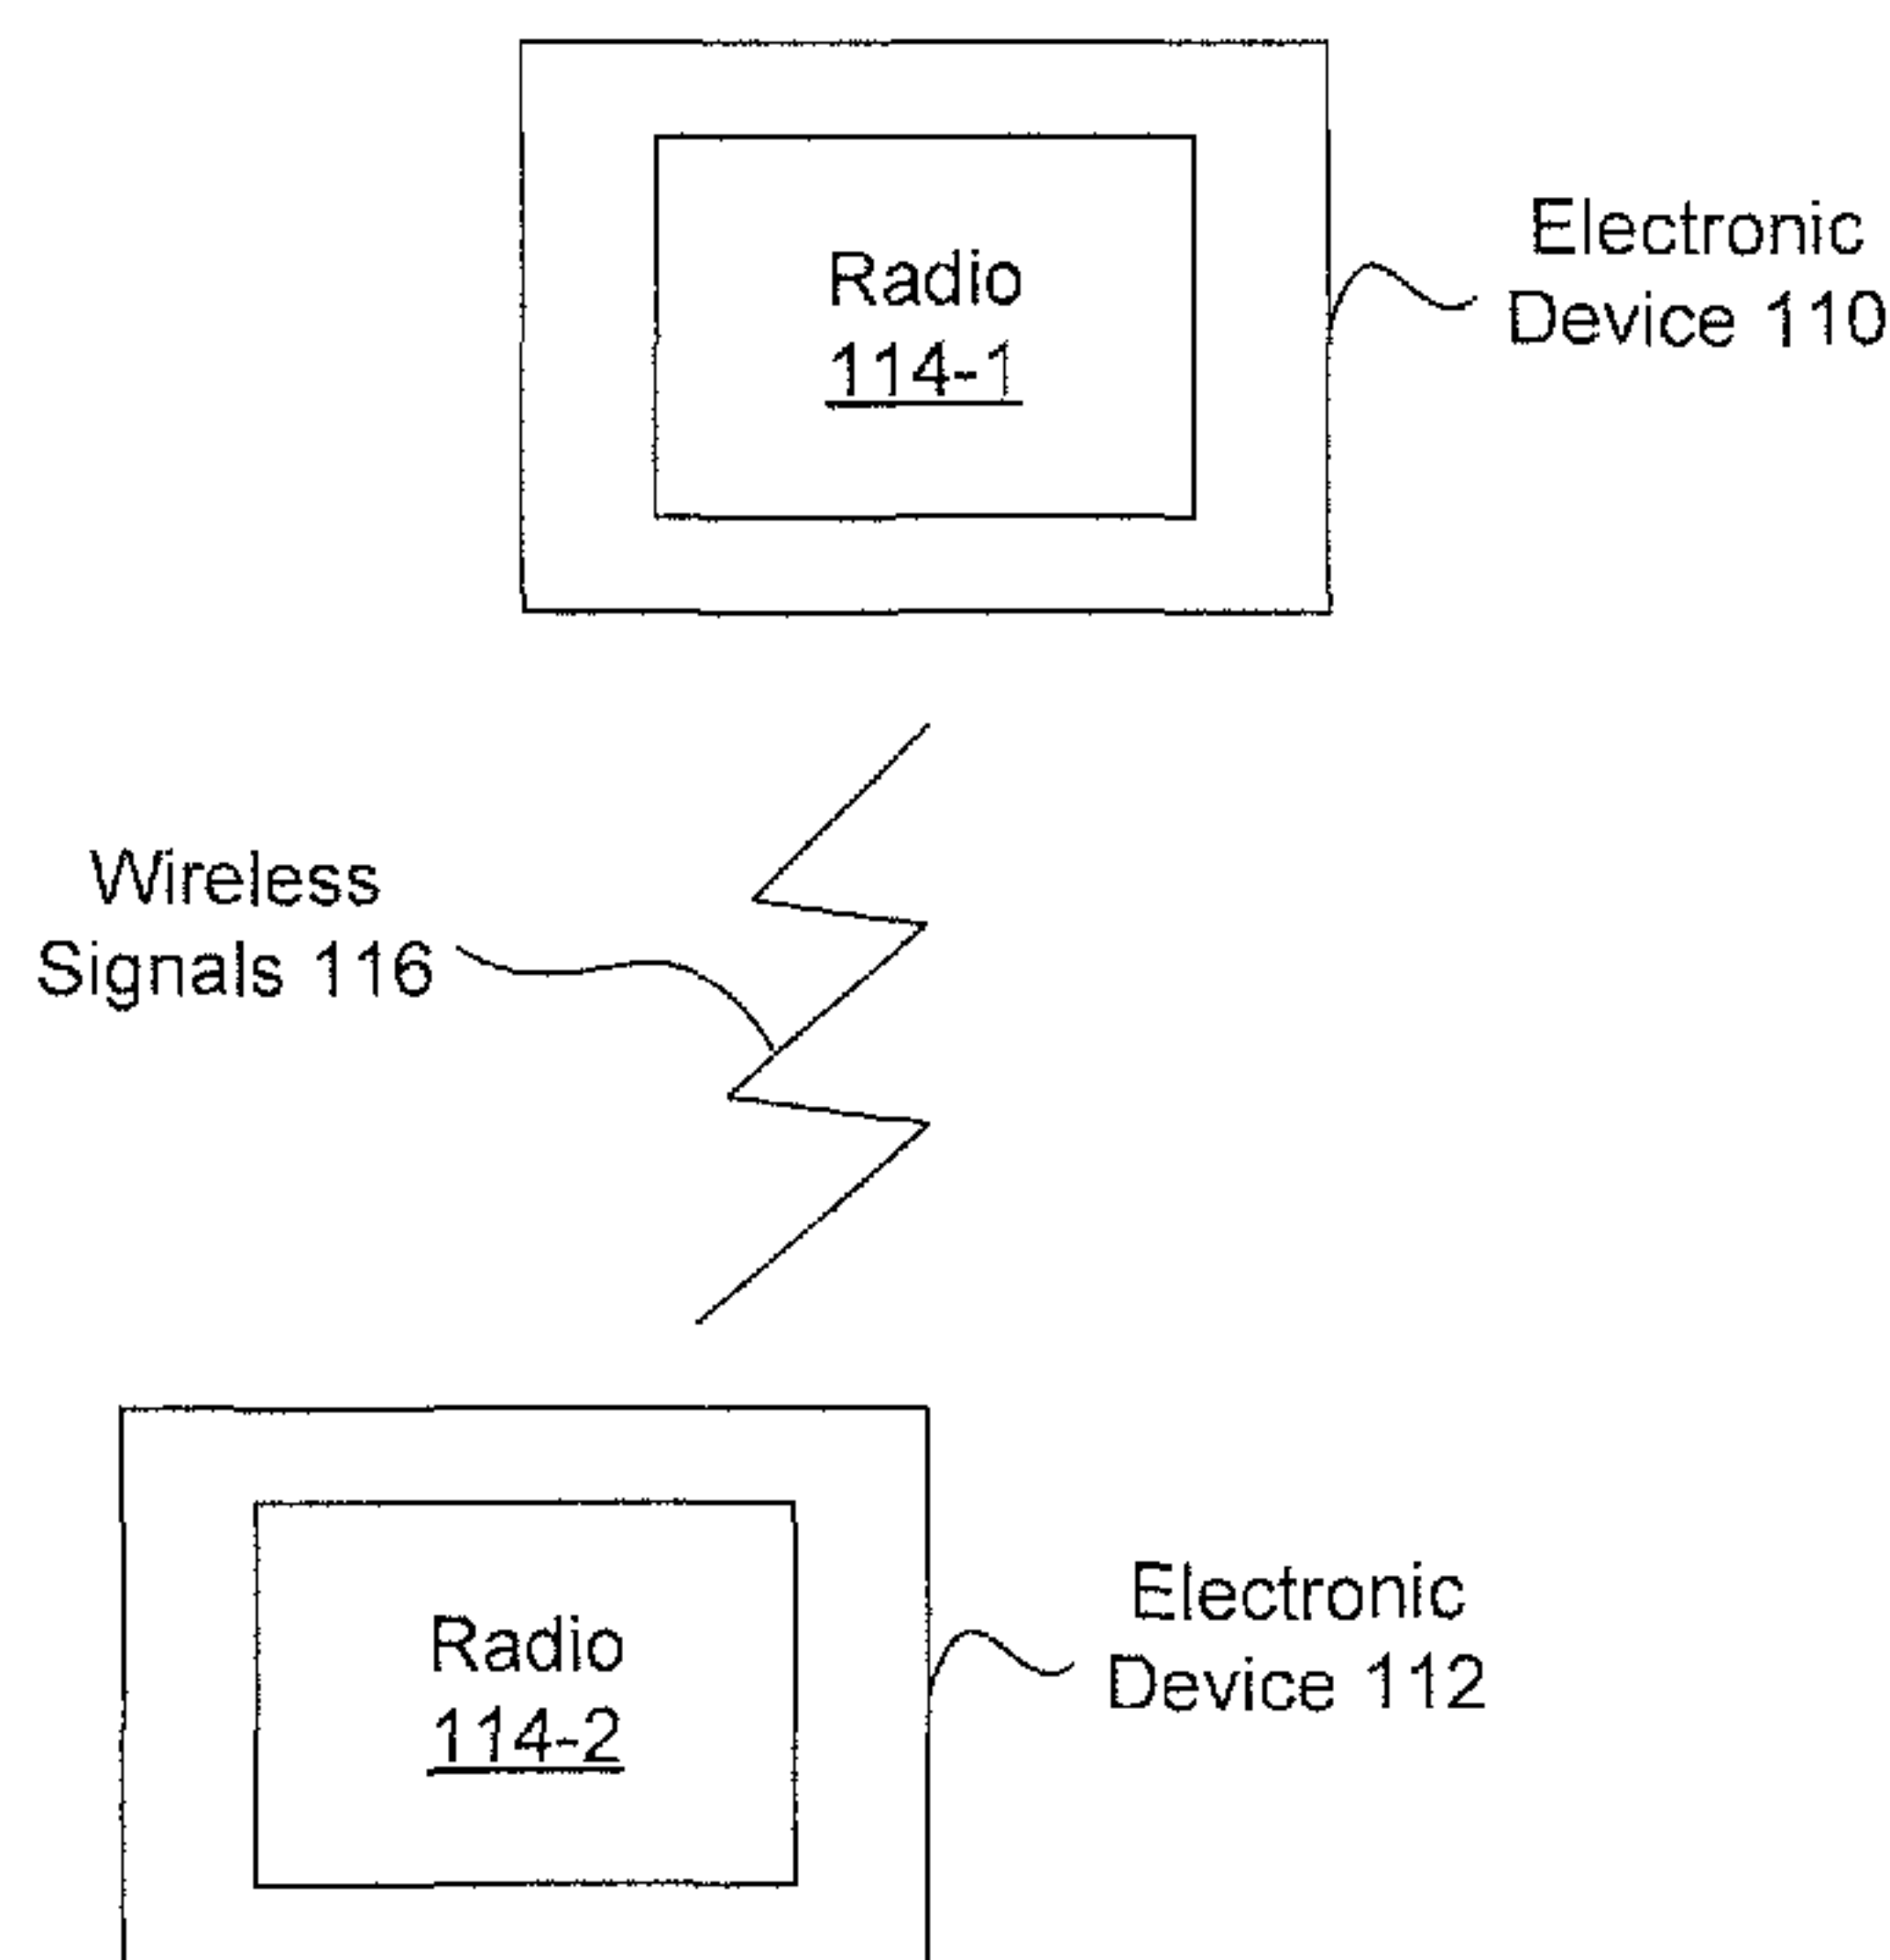 Radio
114-1
Electronic
Device 110
Wireless
Signals 116
Radio
114-2
Electronic
Device 112